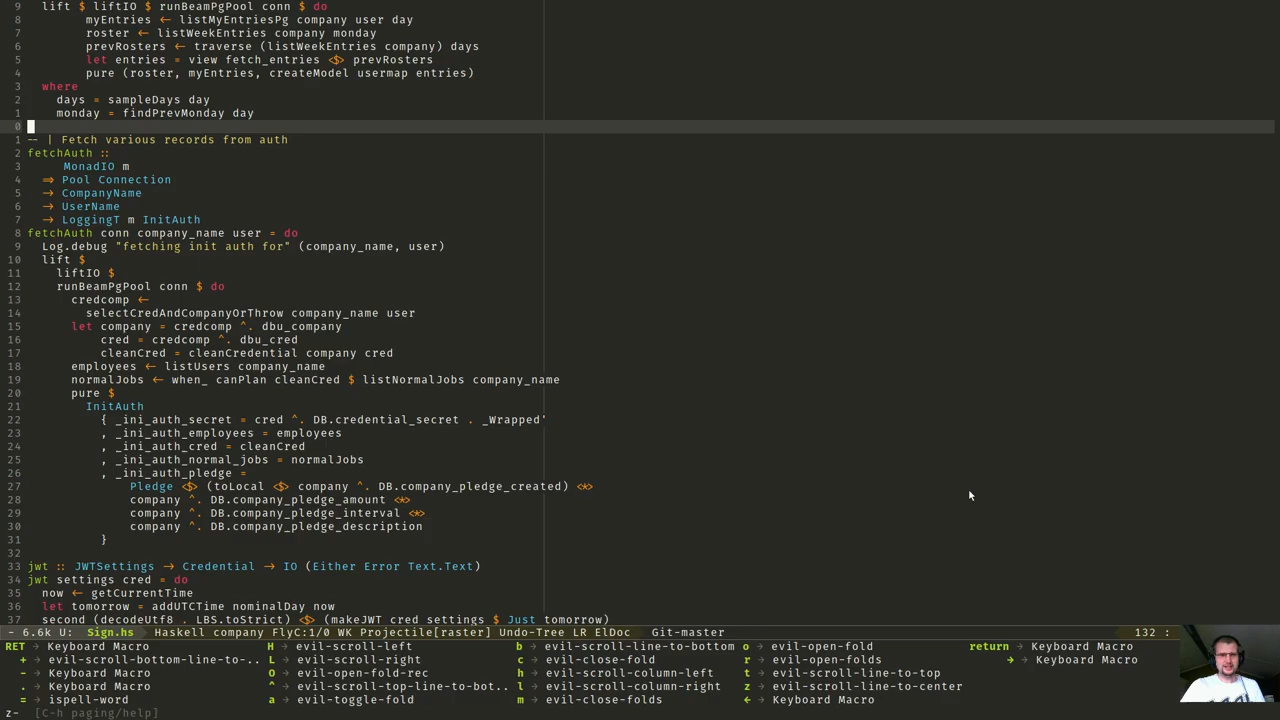 9    lift $ liftIO $ runBeamPgPool conn $ do
8          myEntries ← listMyEntriesPg company user day
7          roster ← listWeekEntries company monday
6          prevRosters ← traverse (listWeekEntries company) days
5          let entries = view fetch_entries <$> prevRosters
4          pure (roster, myEntries, createModel usermap entries)
3    where
2      days = sampleDays day
1      monday = findPrevMonday day
0
1  -- | Fetch various records from auth
2  fetchAuth ::
3       MonadIO m
4    ⇒ Pool Connection
5    → CompanyName
6    → UserName
7    → LoggingT m InitAuth
8  fetchAuth conn company_name user = do
9    Log.debug "fetching init auth for" (company_name, user)
10   lift $
11     liftIO $
12     runBeamPgPool conn $ do
13       credcomp ←
14         selectCredAndCompanyOrThrow company_name user
15       let company = credcomp ^. dbu_company
16           cred = credcomp ^. dbu_cred
17           cleanCred = cleanCredential company cred
18       employees ← listUsers company_name
19       normalJobs ← when_ canPlan cleanCred $ listNormalJobs company_name
20       pure $
21         InitAuth
22           { _ini_auth_secret = cred ^. DB.credential_secret . _Wrapped'
23           , _ini_auth_employees = employees
24           , _ini_auth_cred = cleanCred
25           , _ini_auth_normal_jobs = normalJobs
26           , _ini_auth_pledge =
27               Pledge <$> (toLocal <$> company ^. DB.company_pledge_created) <*>
28               company ^. DB.company_pledge_amount <*>
29               company ^. DB.company_pledge_interval <*>
30               company ^. DB.company_pledge_description
31           }
32
33 jwt :: JWTSettings → Credential → IO (Either Error Text.Text)
34 jwt settings cred = do
35   now ← getCurrentTime
36   let tomorrow = addUTCTime nominalDay now
37   second (decodeUtf8 . LBS.toStrict) <$> (makeJWT cred settings $ Just tomorrow)
- 6.6k U: Sign.hs Haskell company FlyC:1/0 WK Projectile[raster] Undo-Tree LR ElDoc Git-master 132 :
RET → Keyboard Macro H → evil-scroll-left b → evil-scroll-line-to-bottom o → evil-open-fold return → Keyboard Macro
+ → evil-scroll-bottom-line-to-.. L → evil-scroll-right c → evil-close-fold r → evil-open-folds → → Keyboard Macro
- → Keyboard Macro O → evil-open-fold-rec h → evil-scroll-column-left t → evil-scroll-line-to-top
. → Keyboard Macro ^ → evil-scroll-top-line-to-bot.. l → evil-scroll-column-right z → evil-scroll-line-to-center
= → ispell-word a → evil-toggle-fold m → evil-close-folds ← → Keyboard Macro
z- [C-h paging/help]